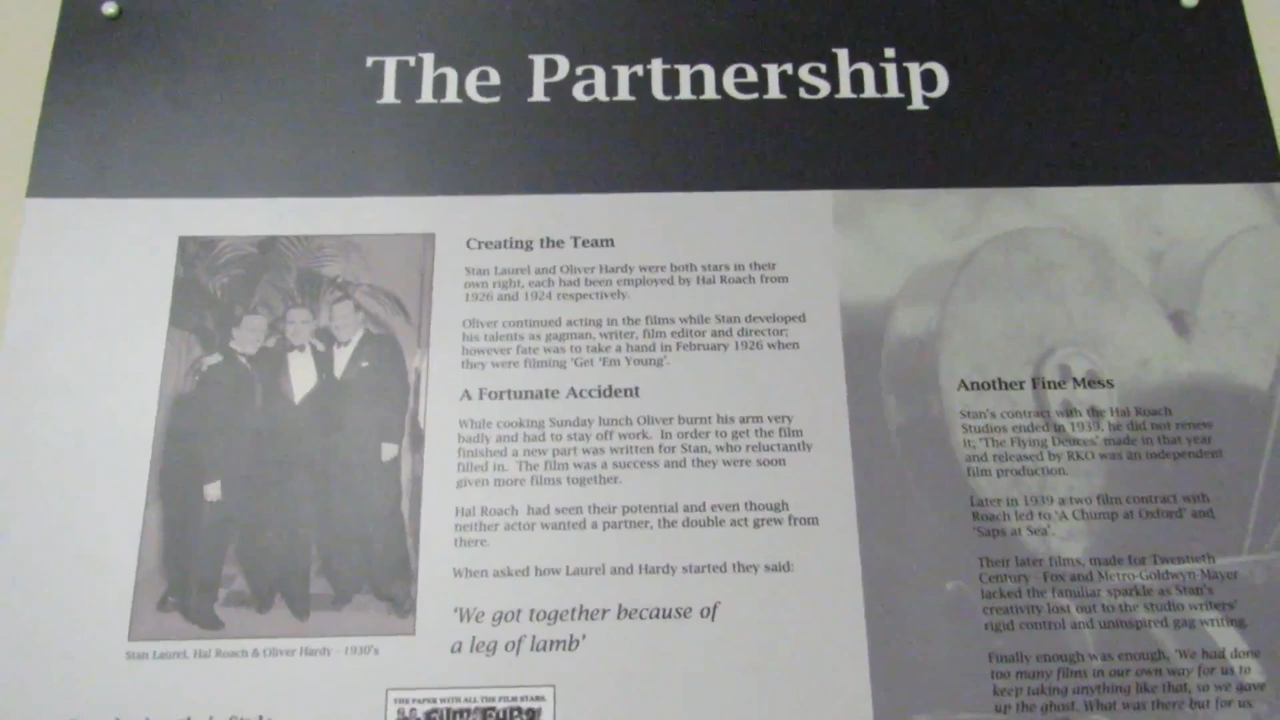 The Partnership
Creating the Team
Stan Laurel and Oliver Hardy were both stars in their
own right, each had been employed by Hal Roach from
1926 and 1924 respectively.
Oliver continued acting in the films while Stan developed
his talents as gagman, writer, film editor and director;
however fate was to take a hand in February 1926 when
they were filming 'Get 'Em Young'.
A Fortunate Accident
While cooking Sunday lunch Oliver burnt his arm very
badly and had to stay off work. In order to get the film
finished a new part was written for Stan, who reluctantly
filled in. The film was a success and they were soon
given more films together.
Hal Roach had seen their potential and even though
neither actor wanted a partner, the double act grew from
there.
When asked how Laurel and Hardy started they said:
'We got together because of
a leg of lamb'
Stan Laurel, Hal Roach & Oliver Hardy - 1930's
THE PAPER WITH ALL THE FILM STARS.
Film Fun
Another Fine Mess
Stan's contract with the Hal Roach
Studios ended in 1939, he did not renew
it; 'The Flying Deuces' made in that year
and released by RKO was an independent
film production.
Later in 1939 a two film contract with
Roach led to 'A Chump at Oxford' and
'Saps at Sea'.
Their later films, made for Twentieth
Century - Fox and Metro-Goldwyn-Mayer
lacked the familiar sparkle as Stan's
creativity lost out to the studio writers'
rigid control and uninspired gag writing.
Finally enough was enough, 'We had done
too many films in our own way for us to
keep taking anything like that, so we gave
up the ghost. What was there but for us